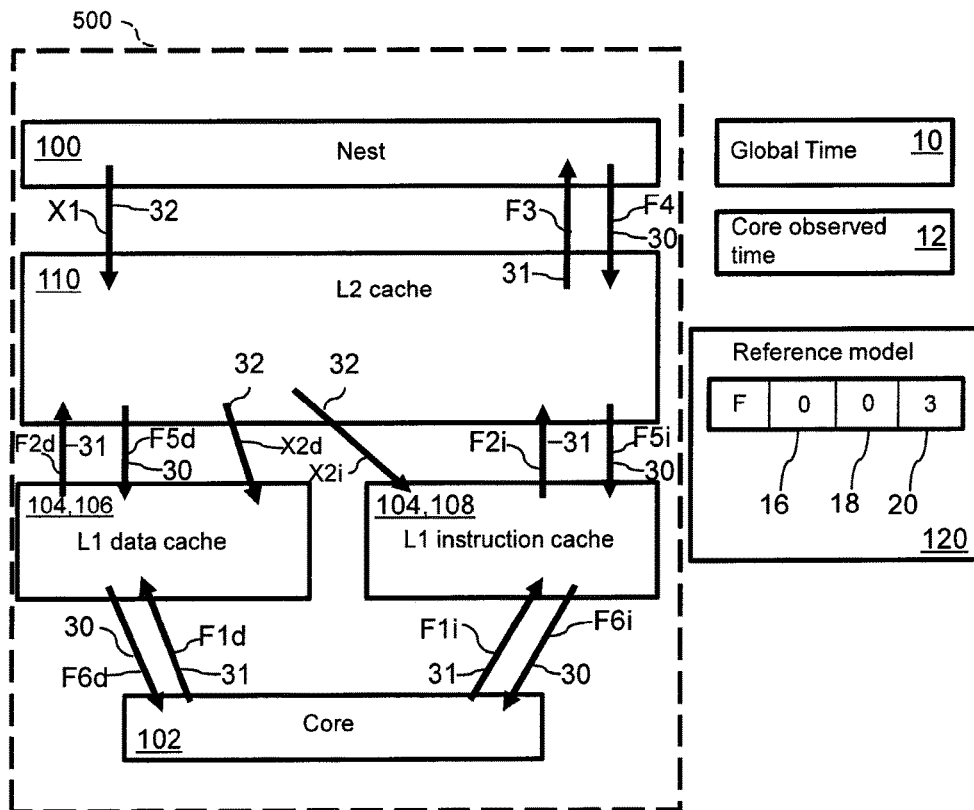 500
100 Nest
Global Time 10
X1 32 F3 F4
30
31
Core observed time 12
110 L2 cache
Reference model
F 0 0 3
16 18 20
120
32 32
F2d 31 F5d 30 X2d X2i F2i 31 F5i 30
104,106 L1 data cache
104,108 L1 instruction cache
30 F1d F1i F6i
F6d 31 31 30
Core
102